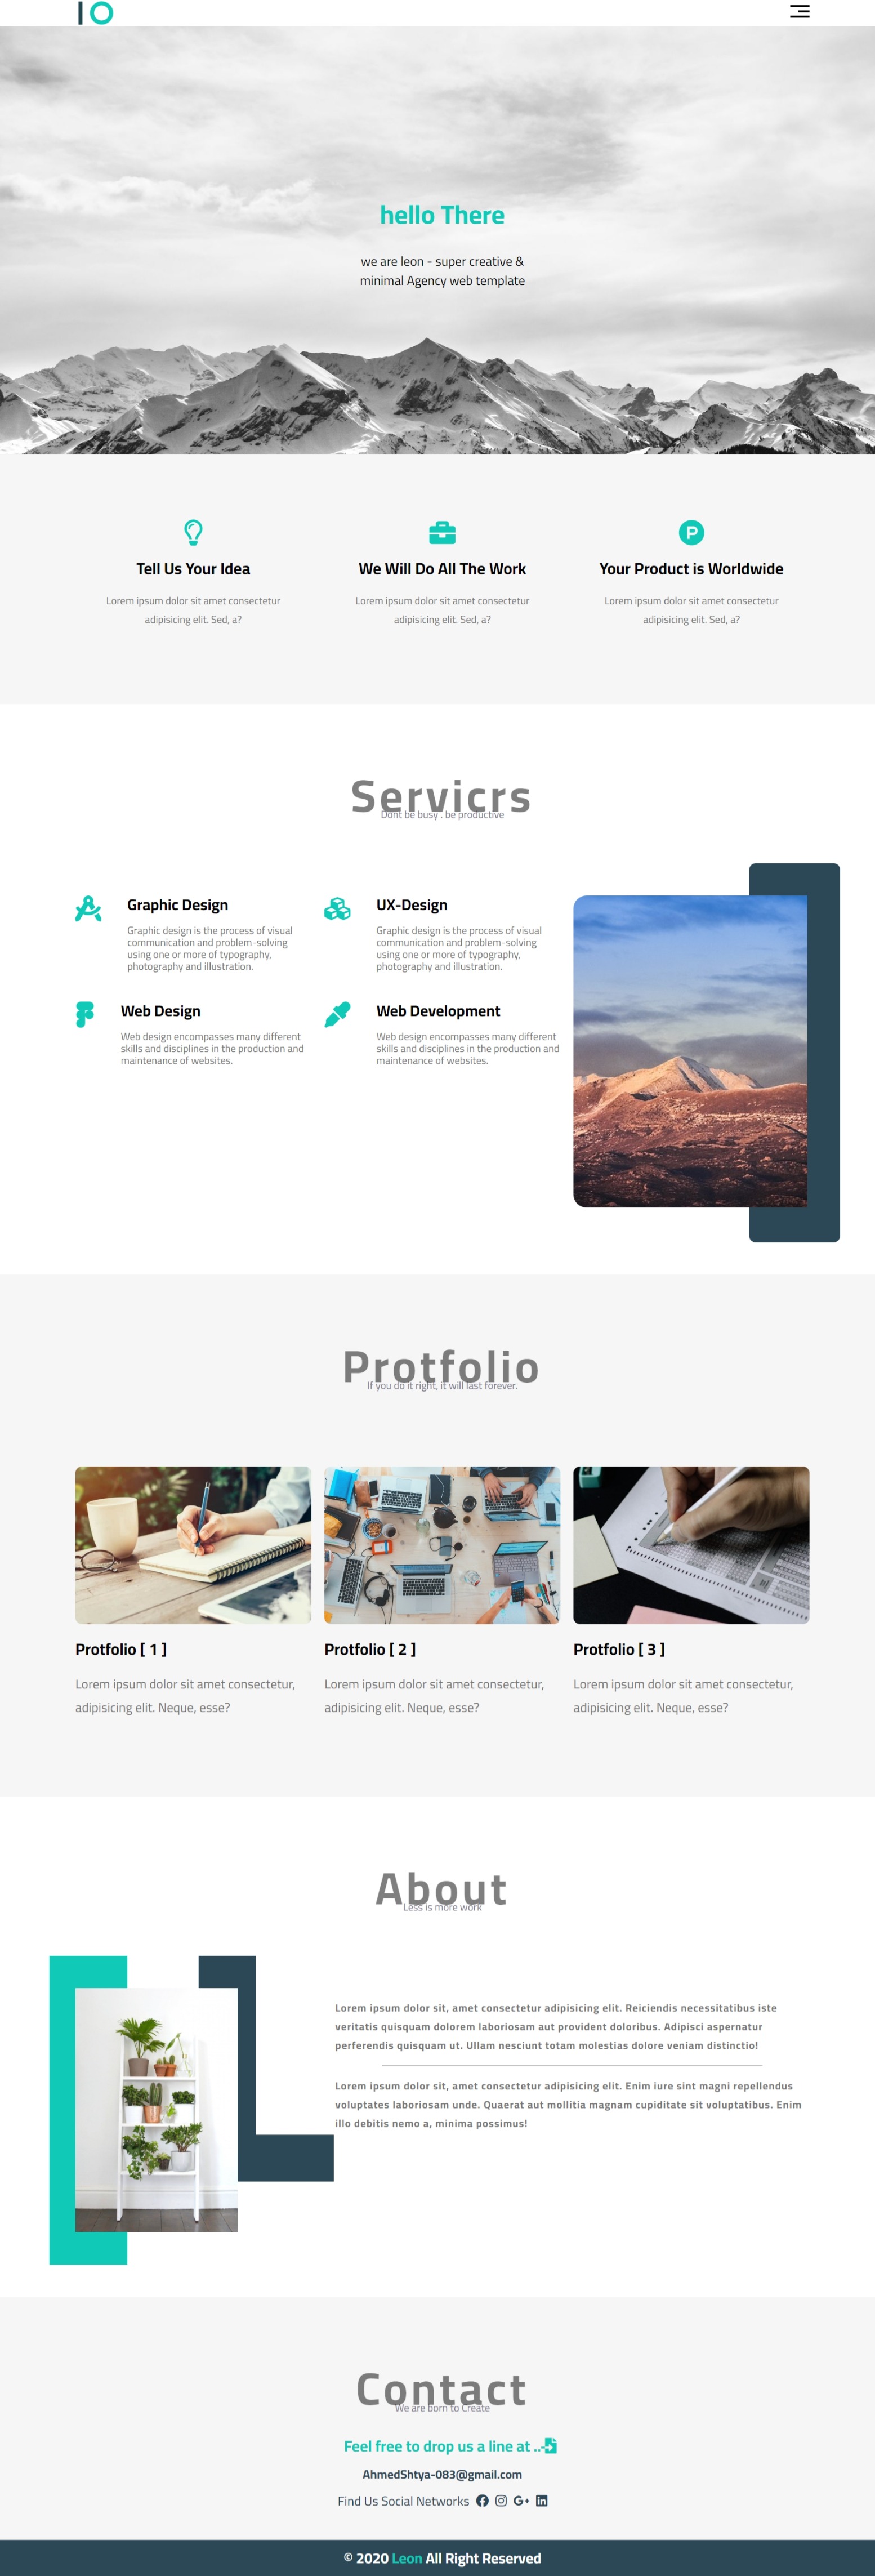 IO
hello There
we are leon - super creative &
minimal Agency web template
Tell Us Your Idea
Lorem ipsum dolor sit amet consectetur
adipisicing elit. Sed, a?
We Will Do All The Work
Lorem ipsum dolor sit amet consectetur
adipisicing elit. Sed, a?
Your Product is Worldwide
Lorem ipsum dolor sit amet consectetur
adipisicing elit. Sed, a?
Servicrs
Dont be busy . be productive
Graphic Design
Graphic design is the process of visual
communication and problem-solving
using one or more of typography,
photography and illustration.
UX-Design
Graphic design is the process of visual
communication and problem-solving
using one or more of typography,
photography and illustration.
Web Design
Web design encompasses many different
skills and disciplines in the production and
maintenance of websites.
Web Development
Web design encompasses many different
skills and disciplines in the production and
maintenance of websites.
Protfolio
If you do it right, it will last forever.
Protfolio [ 1 ]
Lorem ipsum dolor sit amet consectetur,
adipisicing elit. Neque, esse?
Protfolio [ 2 ]
Lorem ipsum dolor sit amet consectetur,
adipisicing elit. Neque, esse?
Protfolio [ 3 ]
Lorem ipsum dolor sit amet consectetur,
adipisicing elit. Neque, esse?
About
Less is more work
Lorem ipsum dolor sit, amet consectetur adipisicing elit. Reiciendis necessitatibus iste
veritatis quisquam dolorem laboriosam aut provident doloribus. Adipisci aspernatur
perferendis quisquam ut. Ullam nesciunt totam molestias dolore veniam distinctio!
Lorem ipsum dolor sit, amet consectetur adipisicing elit. Enim iure sint magni repellendus
voluptates laboriosam unde. Quaerat aut mollitia magnam cupiditate sit voluptatibus. Enim
illo debitis nemo a, minima possimus!
Contact
We are born to Create
Feel free to drop us a line at ..
AhmedShtya-083@gmail.com
Find Us Social Networks
© 2020 Leon All Right Reserved